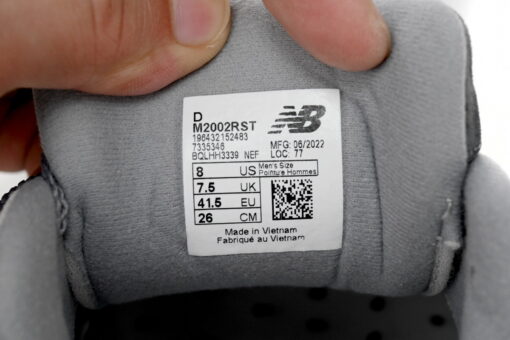 D
M2002RST
196432152483
7335346
BQLHH3339 NEF
NB
MFG: 06/2022
LOC: 77
8 US
Men's Size
Pointure Hommes
7.5 UK
41.5 EU
26 CM
Made in Vietnam
Fabriqué au Vietnam